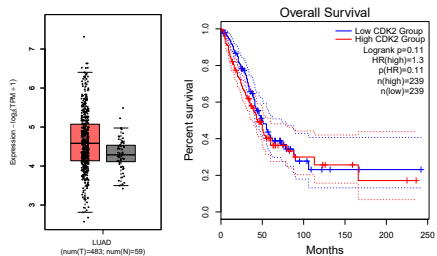 Expression −log₂(TPM + 1)
7
6
5
4
3
LUAD
(num(T)=483; num(N)=59)
Overall Survival
Low CDK2 Group
High CDK2 Group
Logrank p=0.11
HR(high)=1.3
p(HR)=0.11
n(high)=239
n(low)=239
Percent survival
1.0
0.8
0.6
0.4
0.2
0.0
0 50 100 150 200 250
Months